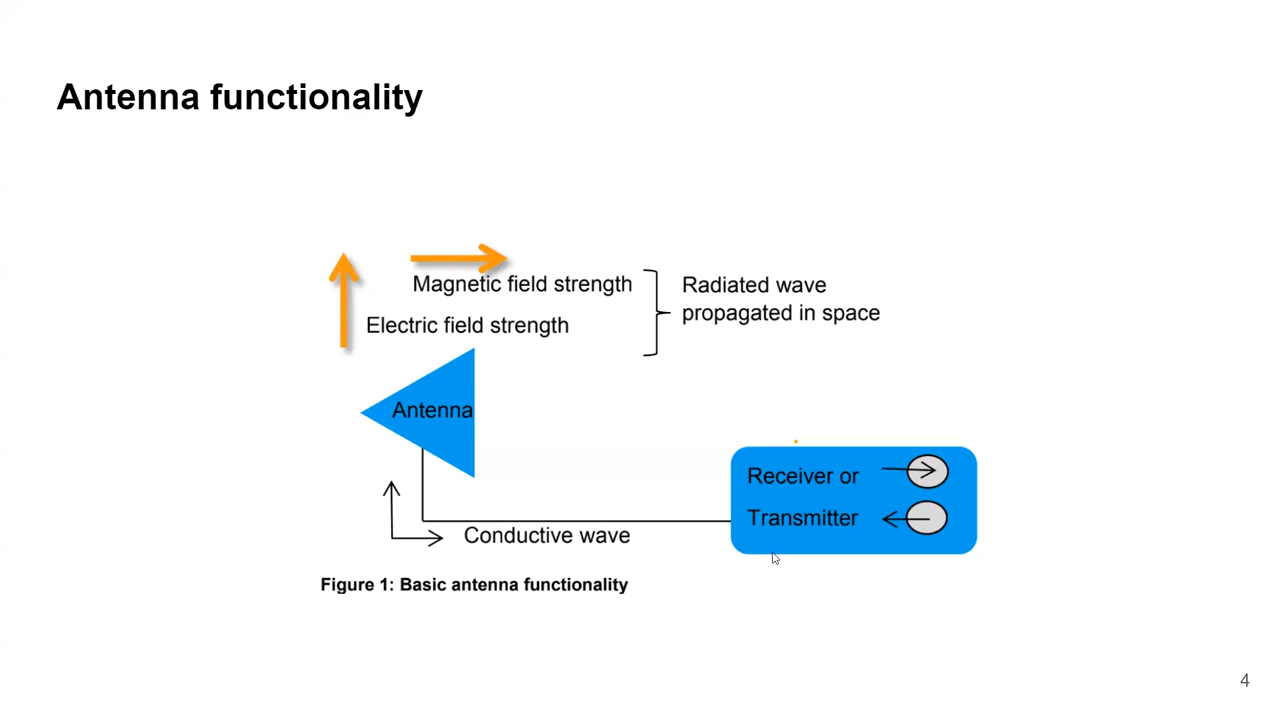 Antenna functionality
Magnetic field strength
Electric field strength
Radiated wave
propagated in space
Antenna
Receiver or
Transmitter
Conductive wave
Figure 1: Basic antenna functionality
4